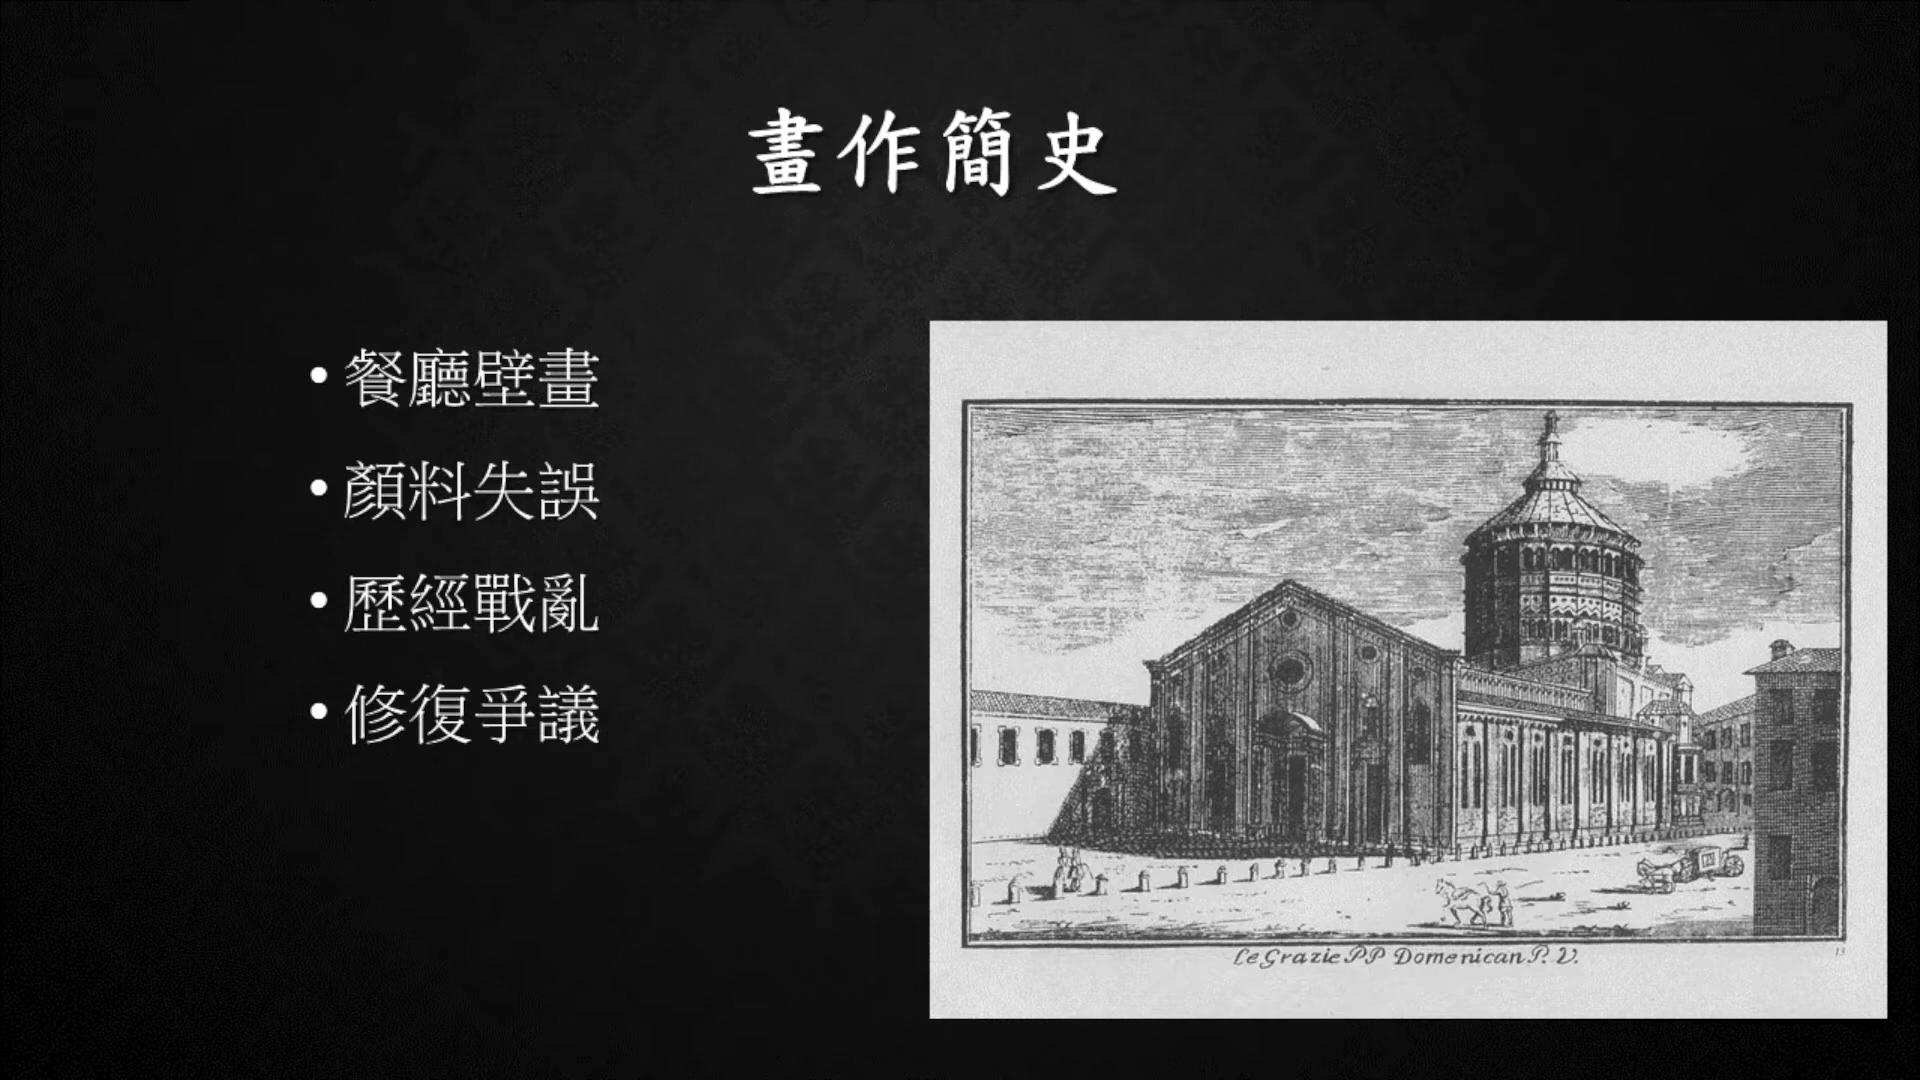 畫作簡史
• 餐廳壁畫
• 顏料失誤
• 歷經戰亂
• 修復爭議
Le Grazie PP Domenican P. V.
13